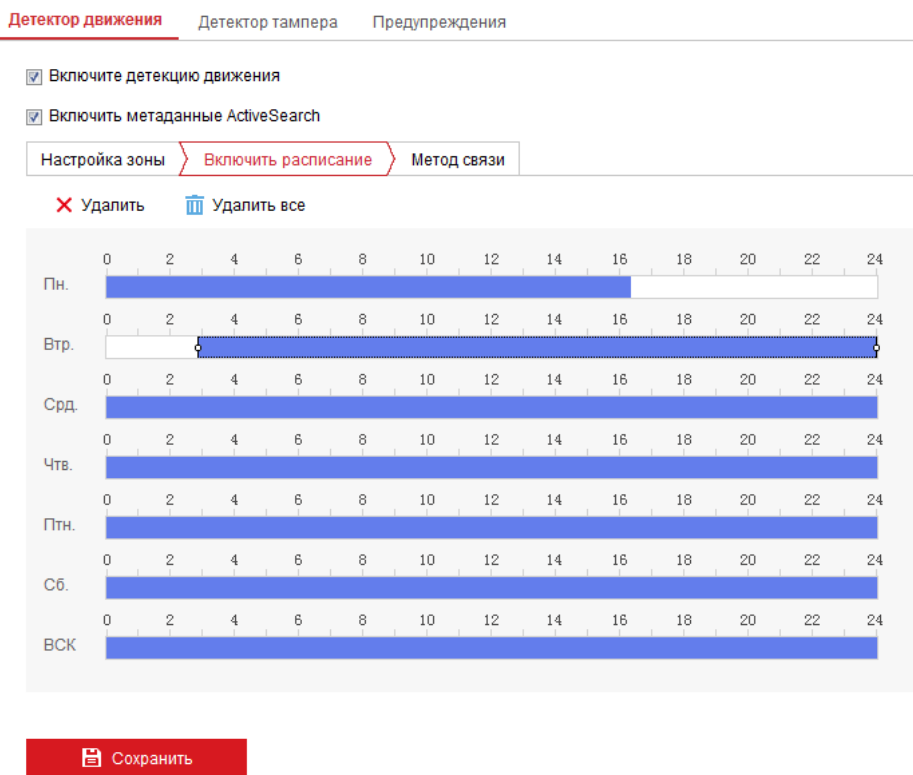 Детектор движения Детектор тампера Предупреждения
Включите детекцию движения
Включить метаданные ActiveSearch
Настройка зоны Включить расписание Метод связи
Удалить Удалить все
0 2 4 6 8 10 12 14 16 18 20 22 24
Пн.
0 2 4 6 8 10 12 14 16 18 20 22 24
Втр.
0 2 4 6 8 10 12 14 16 18 20 22 24
Срд.
0 2 4 6 8 10 12 14 16 18 20 22 24
Чтв.
0 2 4 6 8 10 12 14 16 18 20 22 24
Птн.
0 2 4 6 8 10 12 14 16 18 20 22 24
Сб.
0 2 4 6 8 10 12 14 16 18 20 22 24
ВСК
Сохранить